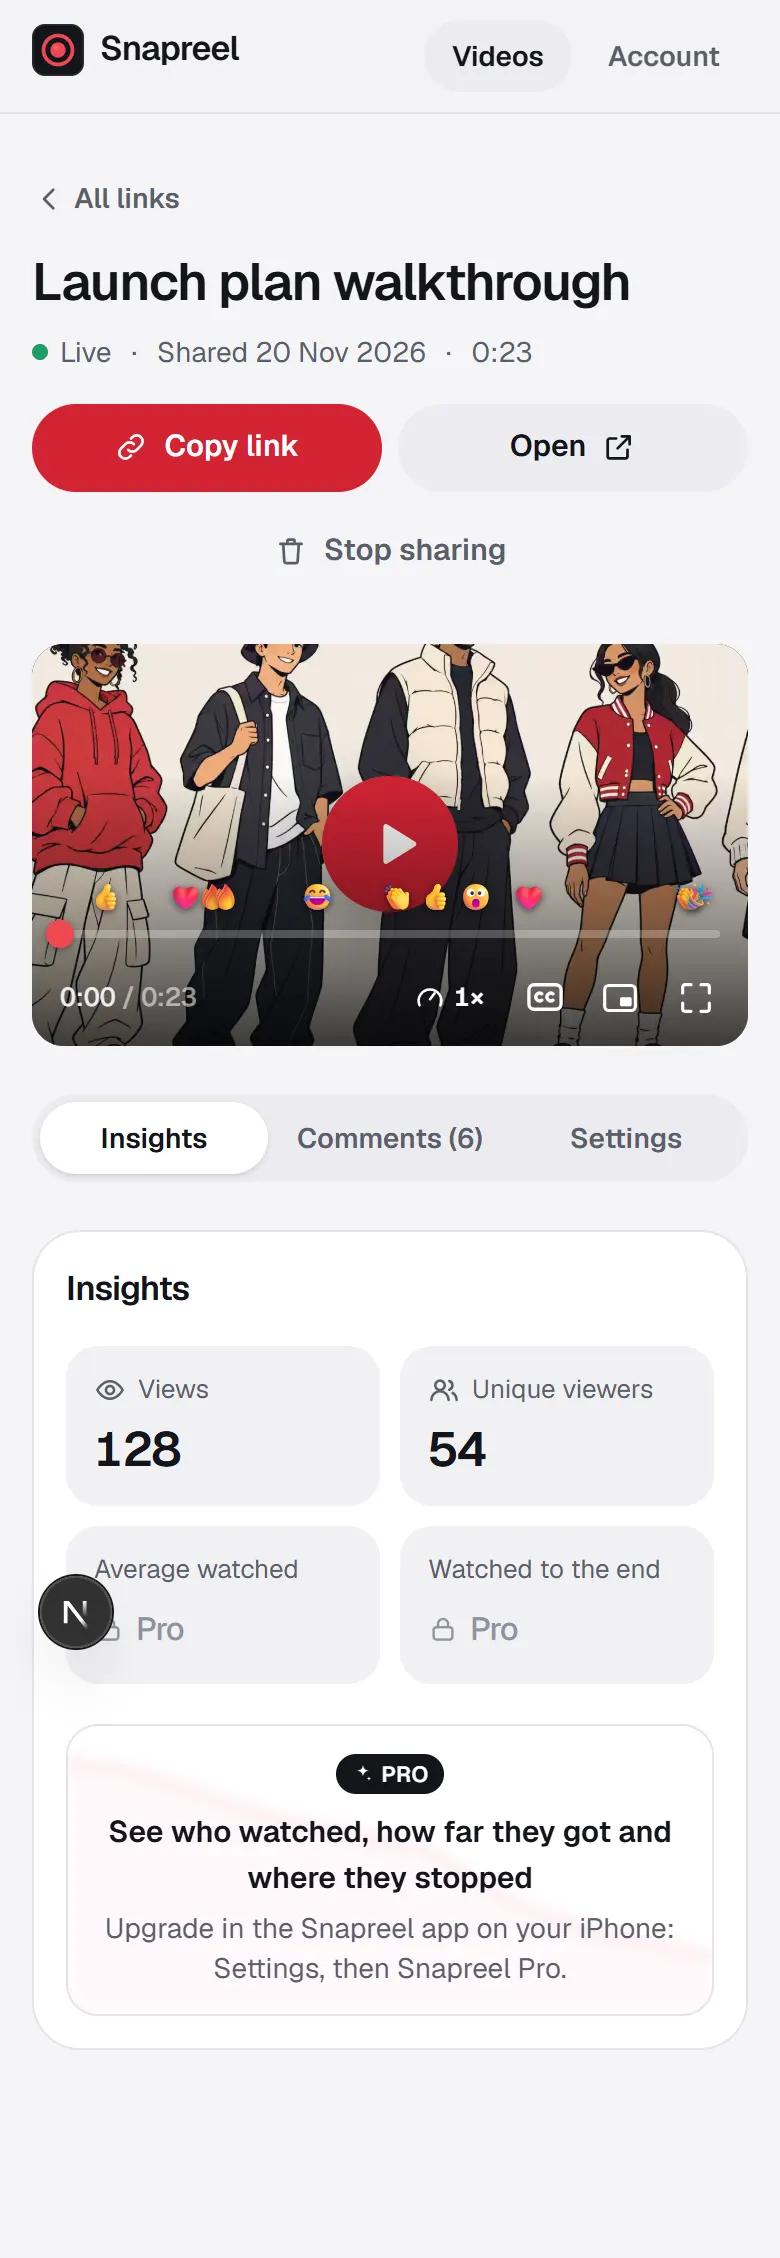 Snapreel
Videos
Account
All links
Launch plan walkthrough
Live · Shared 20 Nov 2026 · 0:23
Copy link
Open
Stop sharing
0:00 / 0:23
1×
CC
Insights
Comments (6)
Settings
Insights
Views
128
Unique viewers
54
Average watched
Pro
Watched to the end
Pro
N
PRO
See who watched, how far they got and
where they stopped
Upgrade in the Snapreel app on your iPhone:
Settings, then Snapreel Pro.